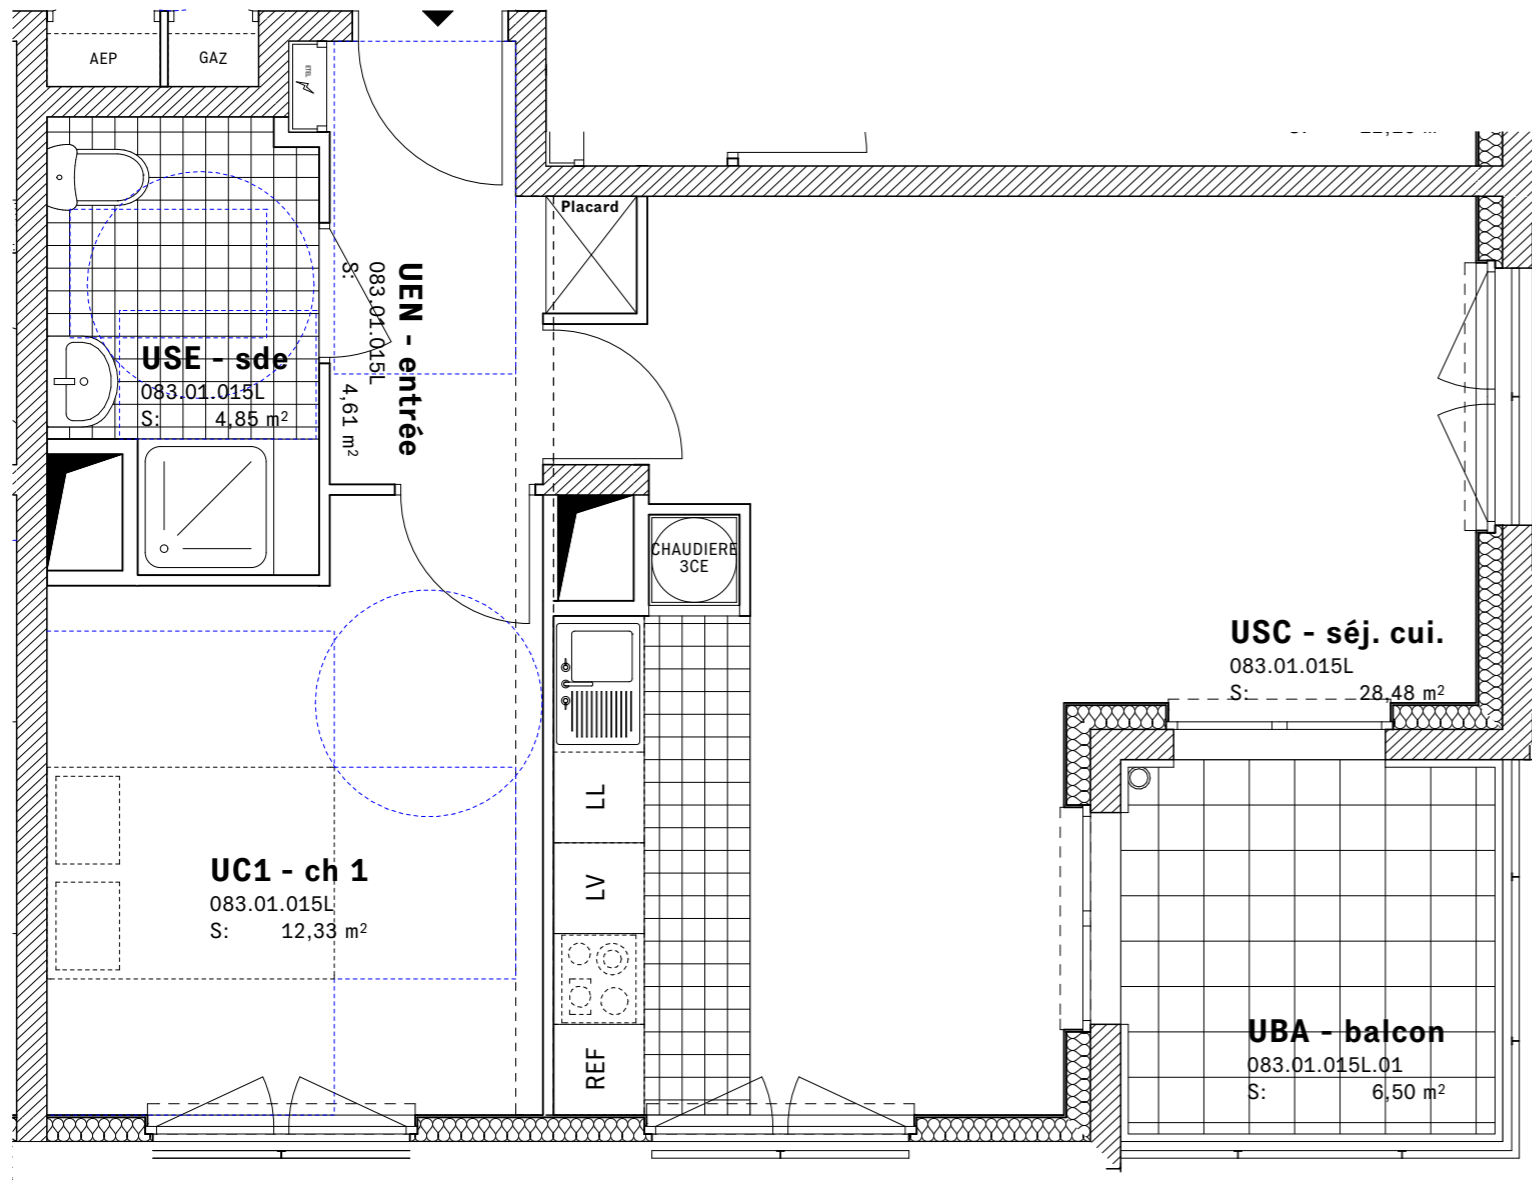 AEP
GAZ
ETEL
Placard
UEN - entrée
083.01.015L
S: 4,61 m²
USE - sde
083.01.015L
S: 4,85 m²
CHAUDIERE
3CE
USC - séj. cui.
083.01.015L
S: 28,48 m²
LL
LV
REF
UC1 - ch 1
083.01.015L
S: 12,33 m²
UBA - balcon
083.01.015L.01
S: 6,50 m²